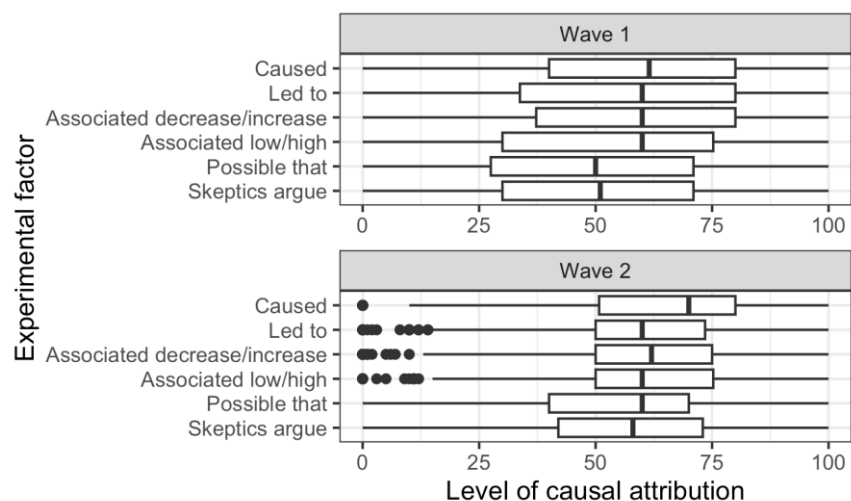 Wave 1
Caused
Led to
Associated decrease/increase
Associated low/high
Possible that
Skeptics argue
0 25 50 75 100
Experimental factor
Wave 2
Caused
Led to
Associated decrease/increase
Associated low/high
Possible that
Skeptics argue
0 25 50 75 100
Level of causal attribution